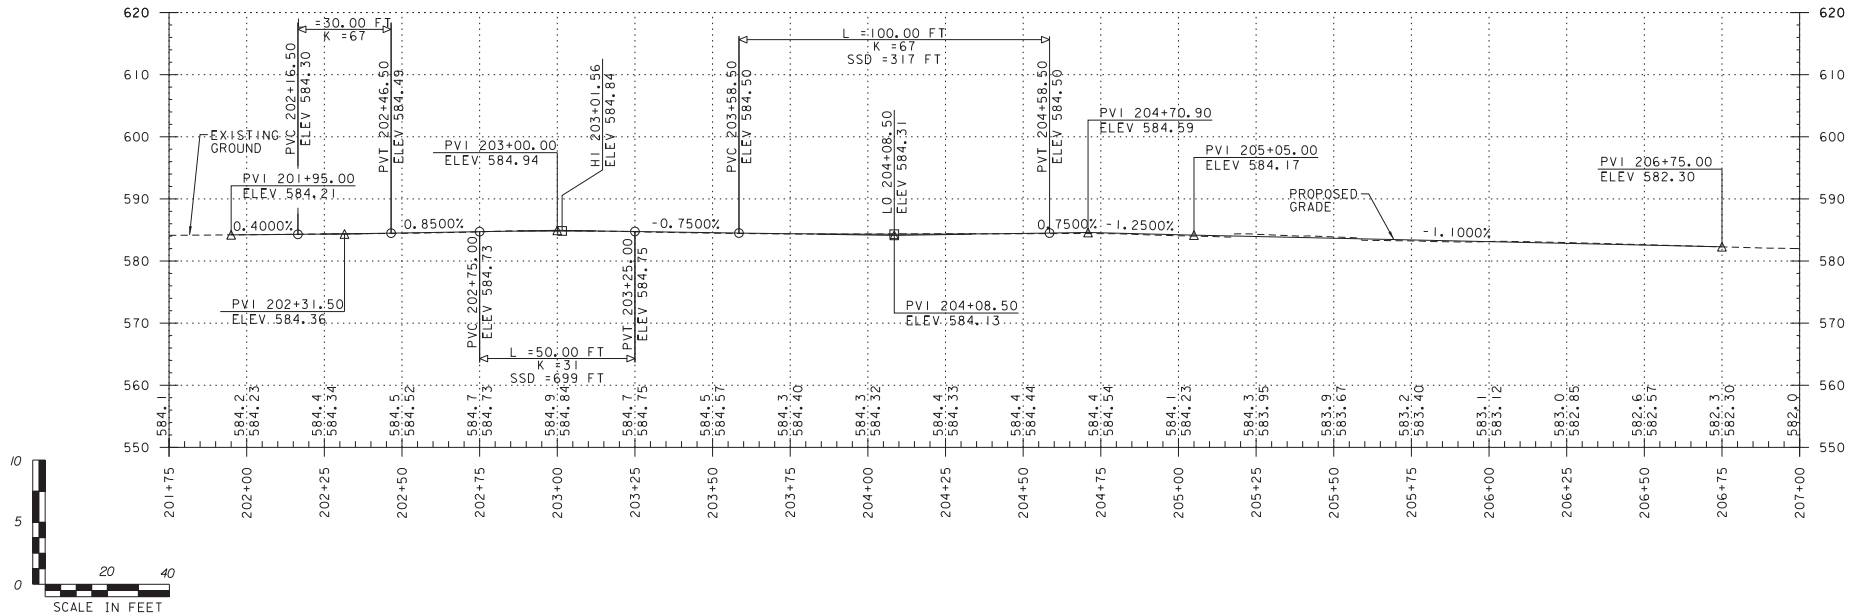 620
610
600
590
580
570
560
550
620
610
600
590
580
570
560
550
=30.00 FT
K =67
PVC 202+16.50
ELEV 584.30
PVT 202+46.50
ELEV 584.49
EXISTING
GROUND
PVI 201+95.00
ELEV 584.21
0.4000%
PVI 202+31.50
ELEV 584.36
0.8500%
PVI 203+00.00
ELEV 584.94
HI 203+01.56
ELEV 584.84
-0.7500%
PVC 202+75.00
ELEV 584.73
PVT 203+25.00
ELEV 584.75
L =50.00 FT
K =31
SSD =699 FT
L =100.00 FT
K =67
SSD =317 FT
PVC 203+58.50
ELEV 584.50
LO 204+08.50
ELEV 584.31
PVT 204+58.50
ELEV 584.50
PVI 204+08.50
ELEV 584.13
0.7500%
PVI 204+70.90
ELEV 584.59
-1.2500%
PVI 205+05.00
ELEV 584.17
PROPOSED
GRADE
-1.1000%
PVI 206+75.00
ELEV 582.30
584.1
584.2
584.23
584.4
584.34
584.5
584.52
584.7
584.73
584.9
584.84
584.7
584.75
584.5
584.57
584.3
584.40
584.3
584.32
584.4
584.33
584.4
584.44
584.4
584.54
584.1
584.23
584.3
583.95
583.9
583.67
583.2
583.40
583.1
583.12
583.0
582.85
582.6
582.57
582.3
582.30
582.0
201+75
202+00
202+25
202+50
202+75
203+00
203+25
203+50
203+75
204+00
204+25
204+50
204+75
205+00
205+25
205+50
205+75
206+00
206+25
206+50
206+75
207+00
10
5
0
20
40
SCALE IN FEET